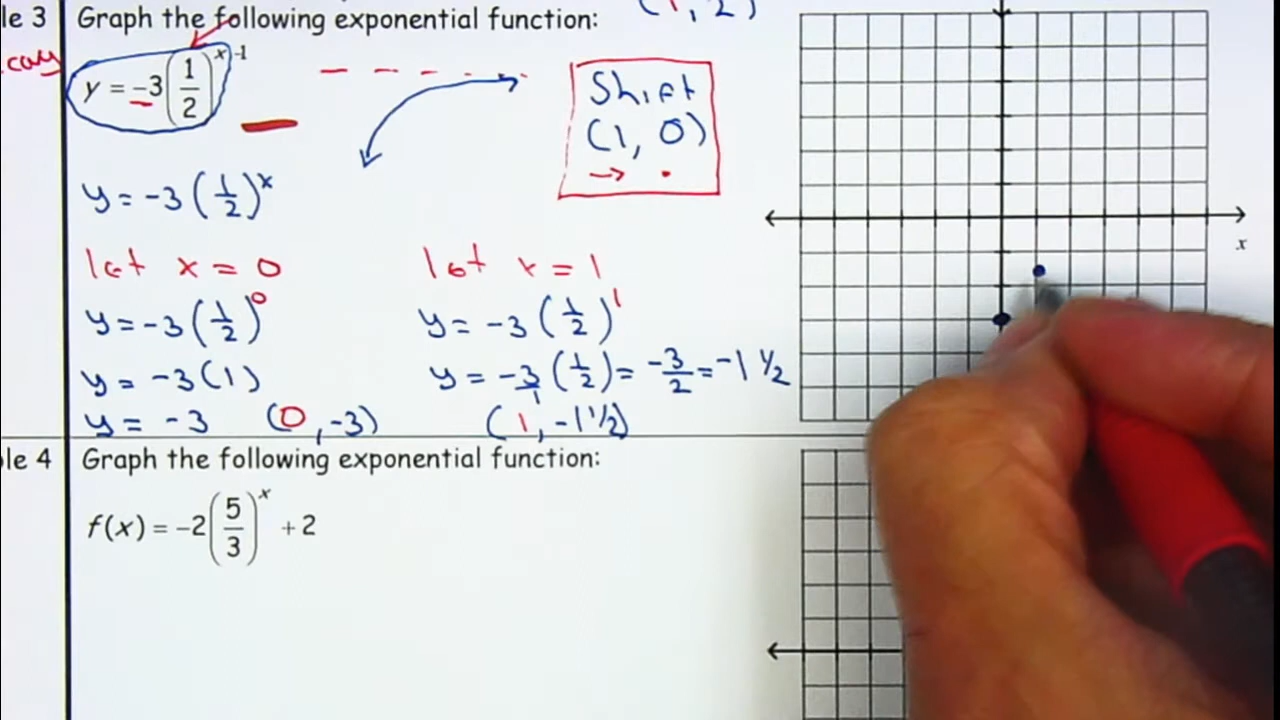 le 3 Graph the following exponential function: (1, 2)
cay
y = -3(1/2)^x-1
Shift
(1, 0)
→ .
y = -3(1/2)^x
let x = 0 let x = 1
y = -3(1/2)^0 y = -3(1/2)^1
y = -3(1) y = -3(1/2) = -3/2 = -1 1/2
y = -3 (0, -3) (1, -1 1/2)
x
le 4 Graph the following exponential function:
f(x) = -2(5/3)^x + 2